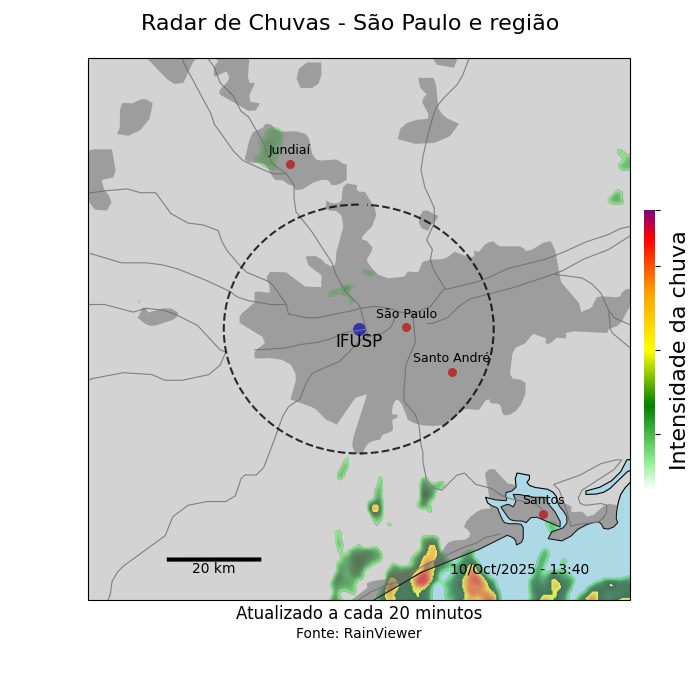 Radar de Chuvas - São Paulo e região
Jundiaí
São Paulo
IFUSP
Santo André
Santos
20 km
10/Oct/2025 - 13:40
Intensidade da chuva
Atualizado a cada 20 minutos
Fonte: RainViewer